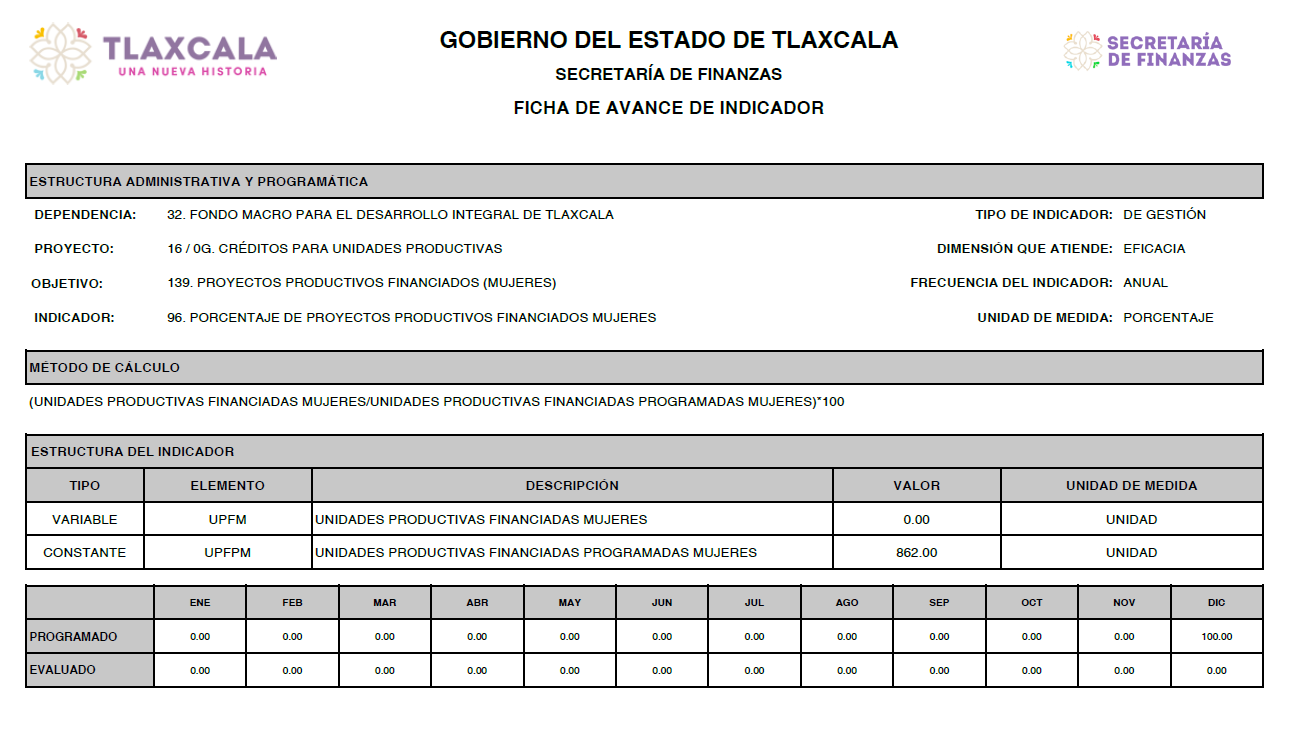 TLAXCALA
UNA NUEVA HISTORIA
GOBIERNO DEL ESTADO DE TLAXCALA
SECRETARÍA DE FINANZAS
FICHA DE AVANCE DE INDICADOR
SECRETARÍA
DE FINANZAS
ESTRUCTURA ADMINISTRATIVA Y PROGRAMÁTICA
DEPENDENCIA: 32. FONDO MACRO PARA EL DESARROLLO INTEGRAL DE TLAXCALA TIPO DE INDICADOR: DE GESTIÓN
PROYECTO: 16 / 0G. CRÉDITOS PARA UNIDADES PRODUCTIVAS DIMENSIÓN QUE ATIENDE: EFICACIA
OBJETIVO: 139. PROYECTOS PRODUCTIVOS FINANCIADOS (MUJERES) FRECUENCIA DEL INDICADOR: ANUAL
INDICADOR: 96. PORCENTAJE DE PROYECTOS PRODUCTIVOS FINANCIADOS MUJERES UNIDAD DE MEDIDA: PORCENTAJE
MÉTODO DE CÁLCULO
(UNIDADES PRODUCTIVAS FINANCIADAS MUJERES/UNIDADES PRODUCTIVAS FINANCIADAS PROGRAMADAS MUJERES)*100
ESTRUCTURA DEL INDICADOR
TIPO ELEMENTO DESCRIPCIÓN VALOR UNIDAD DE MEDIDA
VARIABLE UPFM UNIDADES PRODUCTIVAS FINANCIADAS MUJERES 0.00 UNIDAD
CONSTANTE UPFPM UNIDADES PRODUCTIVAS FINANCIADAS PROGRAMADAS MUJERES 862.00 UNIDAD
ENE FEB MAR ABR MAY JUN JUL AGO SEP OCT NOV DIC
PROGRAMADO 0.00 0.00 0.00 0.00 0.00 0.00 0.00 0.00 0.00 0.00 0.00 100.00
EVALUADO 0.00 0.00 0.00 0.00 0.00 0.00 0.00 0.00 0.00 0.00 0.00 0.00